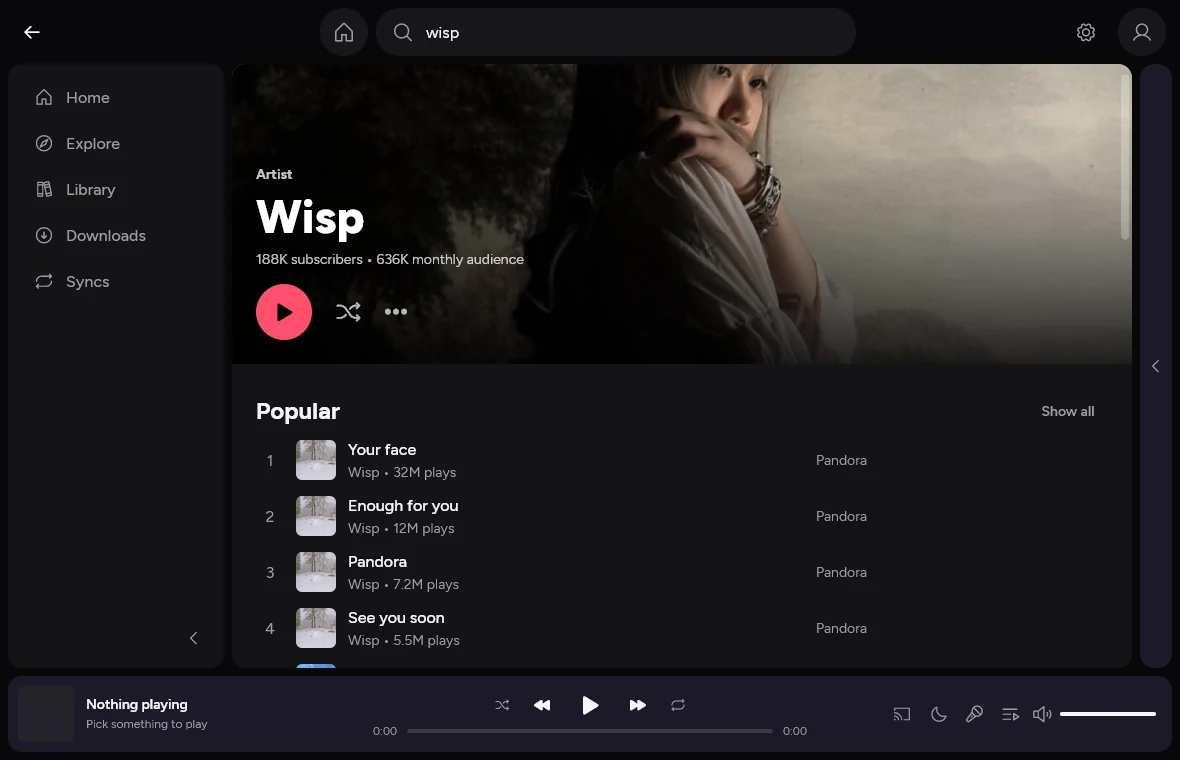 wisp
Home
Explore
Library
Downloads
Syncs
Artist
Wisp
188K subscribers • 636K monthly audience
Popular
Show all
1
Your face
Wisp • 32M plays
Pandora
2
Enough for you
Wisp • 12M plays
Pandora
3
Pandora
Wisp • 7.2M plays
Pandora
4
See you soon
Wisp • 5.5M plays
Pandora
Nothing playing
Pick something to play
0:00
0:00